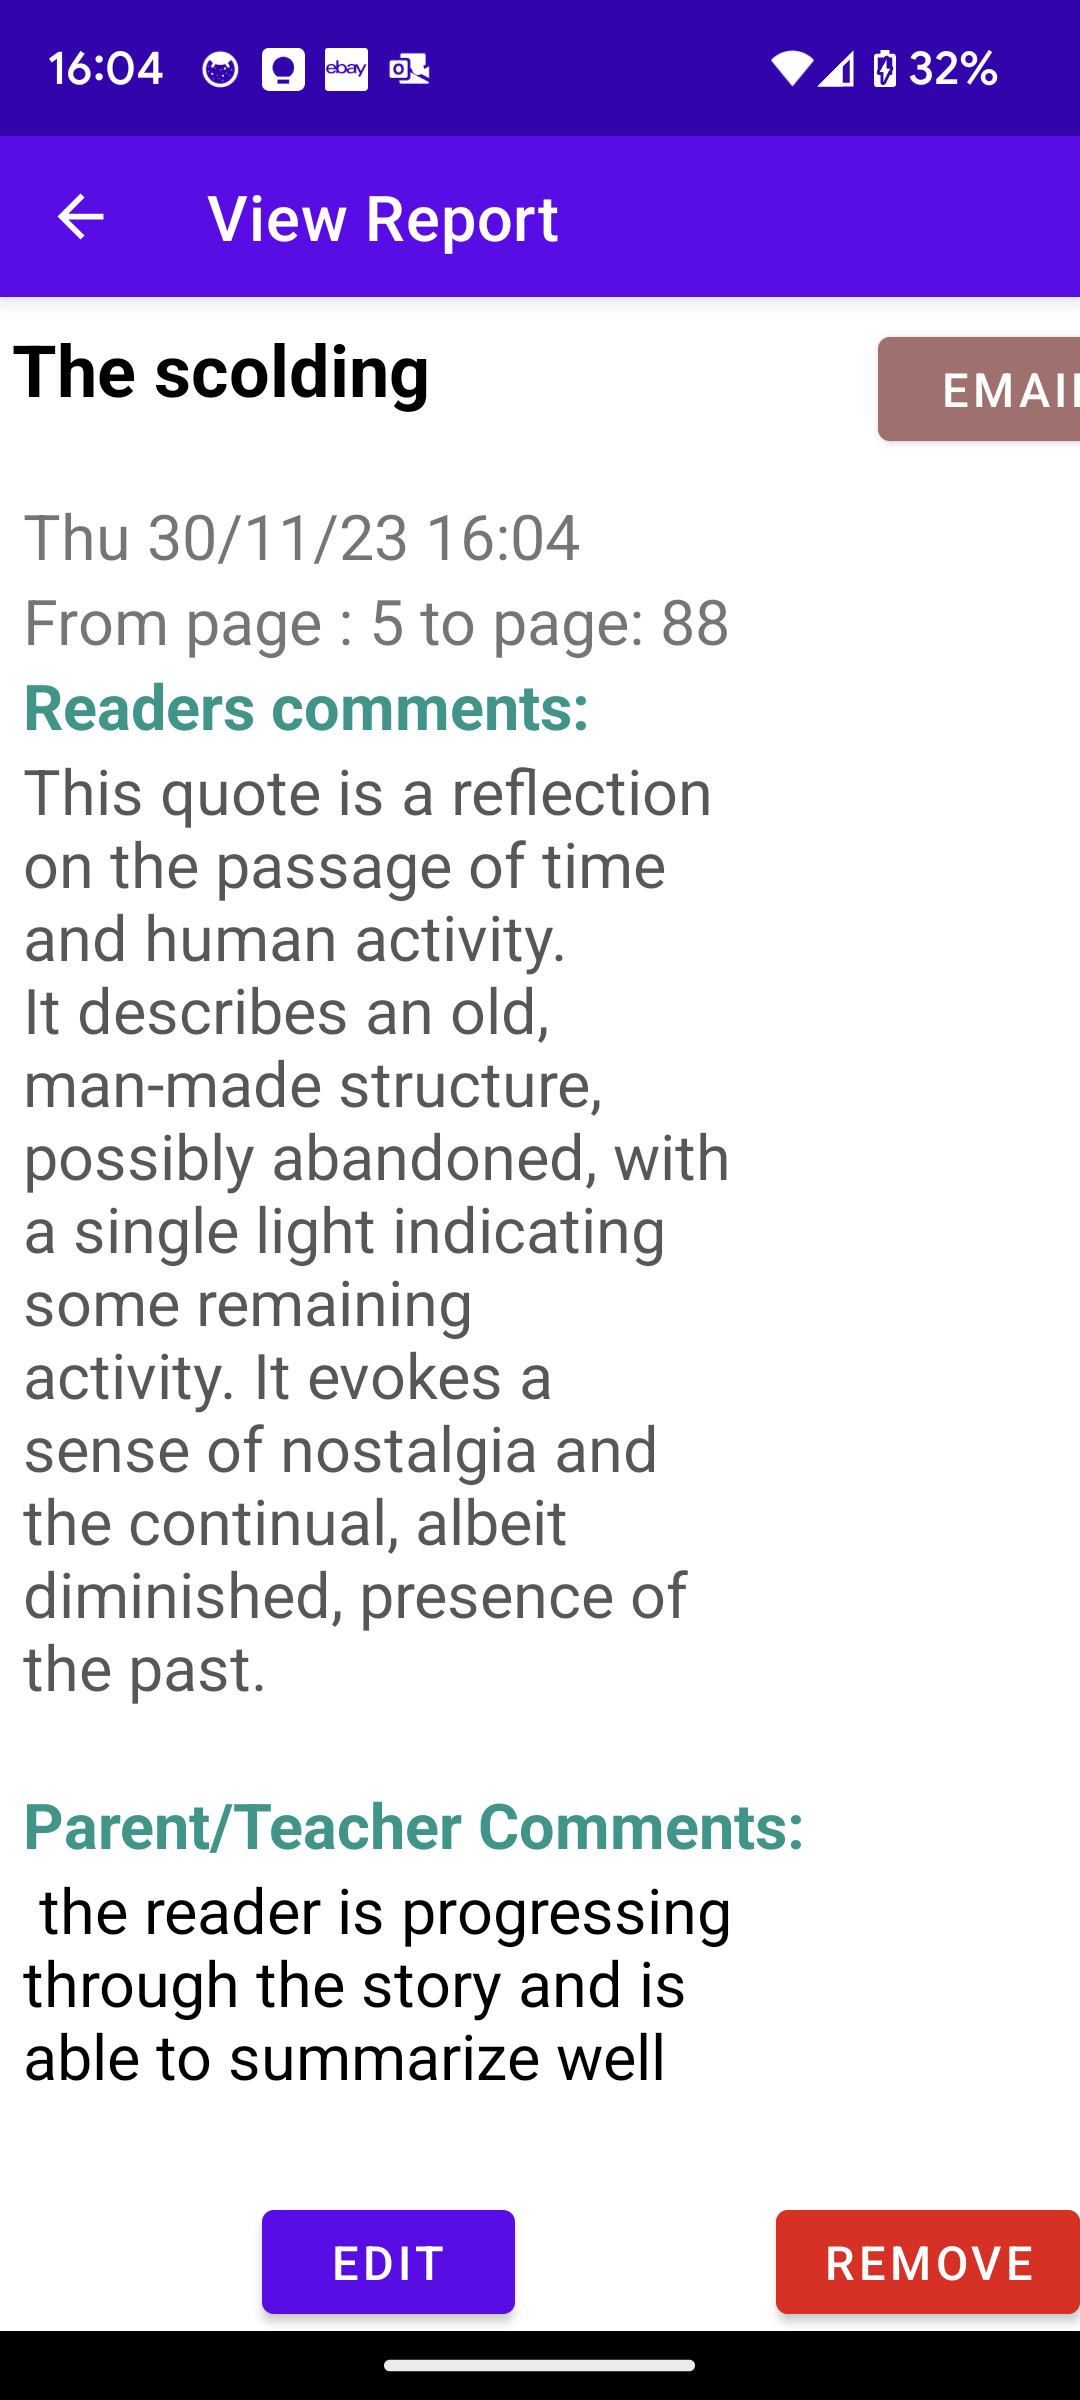 16:04 ebay 32%
View Report
The scolding
EMAI
Thu 30/11/23 16:04
From page : 5 to page: 88
Readers comments:
This quote is a reflection
on the passage of time
and human activity.
It describes an old,
man-made structure,
possibly abandoned, with
a single light indicating
some remaining
activity. It evokes a
sense of nostalgia and
the continual, albeit
diminished, presence of
the past.
Parent/Teacher Comments:
the reader is progressing
through the story and is
able to summarize well
EDIT
REMOVE